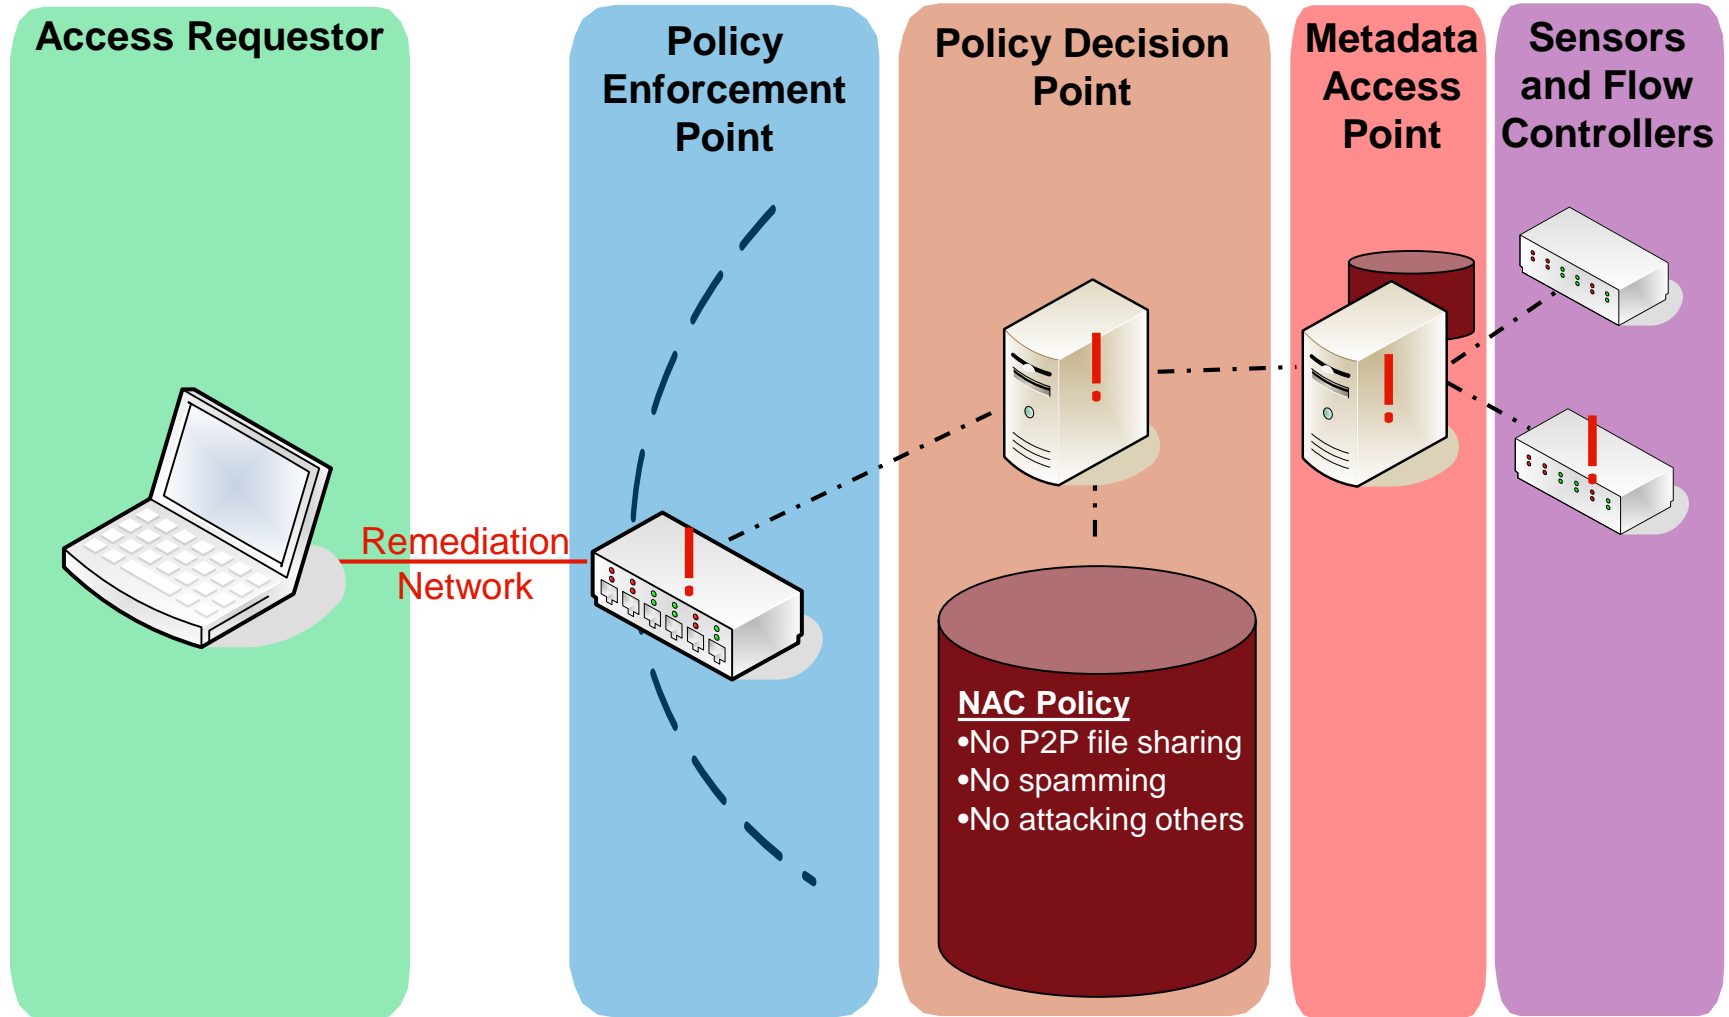 Access Requestor
Policy
Enforcement
Point
Policy Decision
Point
Metadata
Access
Point
Sensors
and Flow
Controllers
!
!
!
!
Remediation
Network
NAC Policy
•No P2P file sharing
•No spamming
•No attacking others